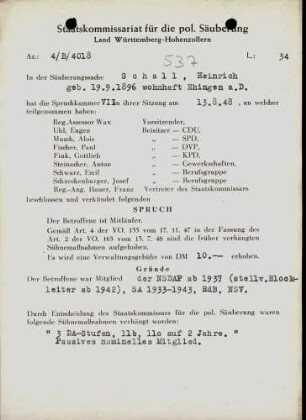 Staatskommissariat für die pol. Säuberung
Land Württemberg-Hohenzollern
Az.: 4/B/4018
537
L: 34
In der Säuberungssache Schall, Heinrich
geb. 19.9.1896 wohnhaft Ehingen a.D.
hat die Spruchkammer VII in ihrer Sitzung am 13.8.48, an welcher
teilgenommen haben:
Reg.Assessor Wax Vorsitzender,
Uhl, Eugen Beisitzer — CDU,
Munch, Alois „ — SPD,
Fischer, Paul „ — DVP,
Fink, Gottlieb „ — KPD,
Steinacker, Anton „ — Gewerkschaften,
Schwarz, Emil „ — Berufsgruppe
Schneckenburger, Josef „ — Berufsgruppe
Reg.-Ang. Hauer, Franz Vertreter des Staatskommissars
beschlossen und verkündet folgenden
SPRUCH
Der Betroffene ist Mitläufer.
Gemäß Art. 4 der VO. 133 vom 17. 11. 47 in der Fassung des
Art. 2 der VO. 165 vom 13. 7. 48 sind die früher verhängten
Sühnemaßnahmen aufgehoben.
Es wird eine Verwaltungsgebühr von DM 10.-- erhoben.
Gründe
Der Betroffene war Mitglied der NSDAP ab 1937 (stellv.Block-
leiter ab 1942), SA 1933-1943, RdB, NSV.
Durch Entscheidung des Staatskommissars für die pol. Säuberung waren
folgende Sühnemaßnahmen verhängt worden:
" 3 DA-Stufen, 11b, 11c auf 2 Jahre. "
Passives nominelles Mitglied.